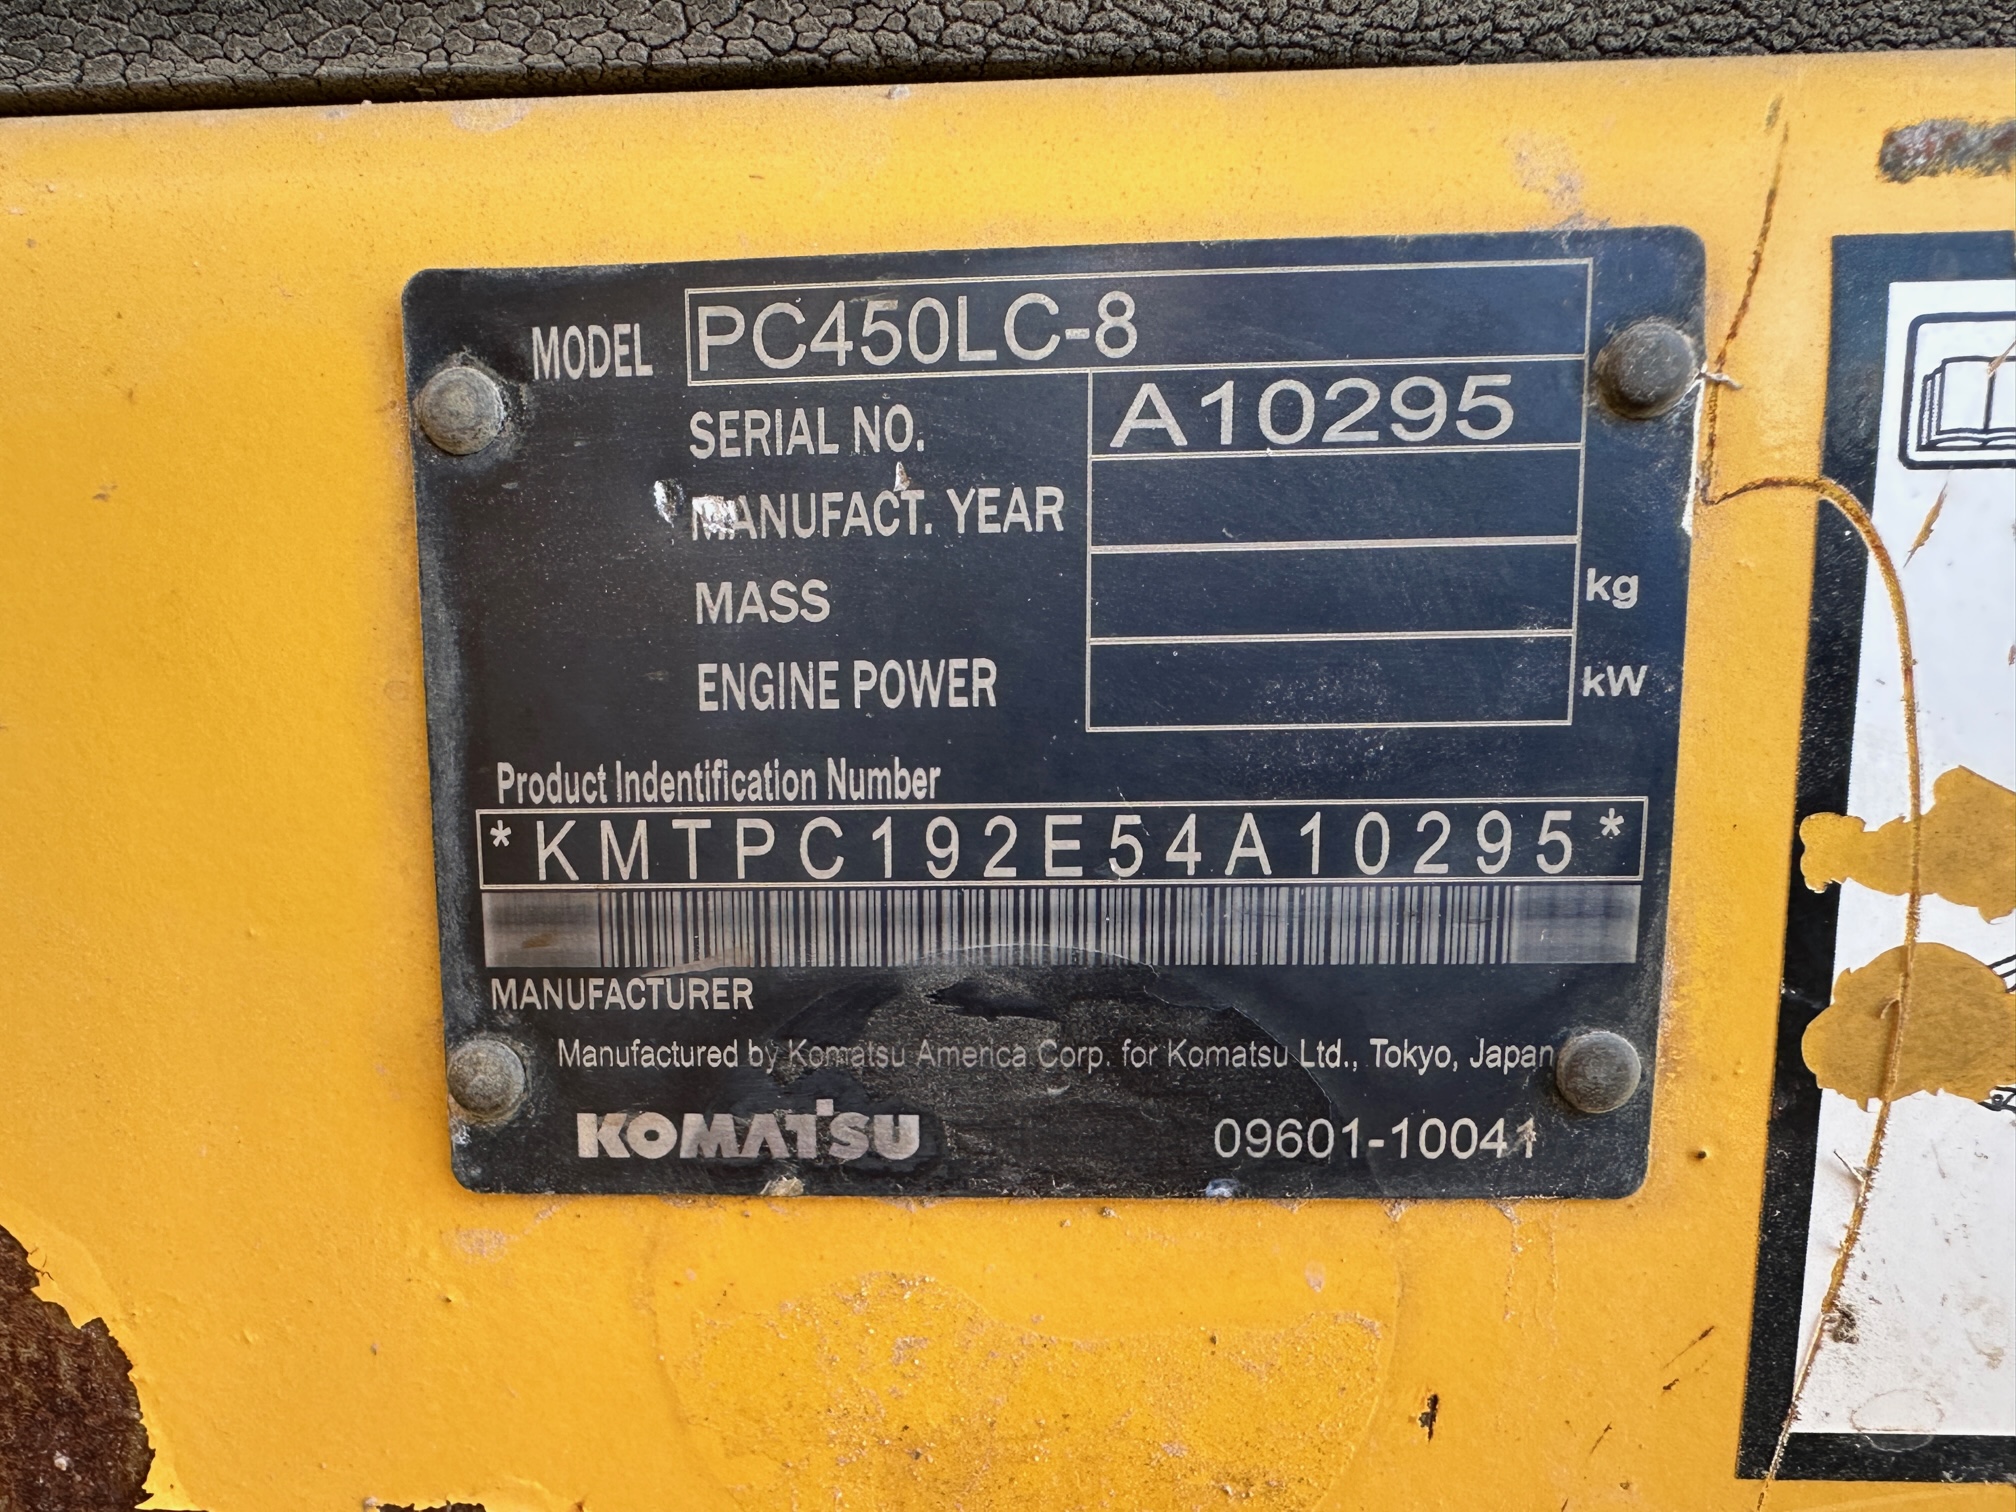 MODEL PC450LC-8
SERIAL NO. A10295
MANUFACT. YEAR
MASS kg
ENGINE POWER kW
Product Indentification Number
*KMTPC192E54A10295*
MANUFACTURER
Manufactured by Komatsu America Corp. for Komatsu Ltd., Tokyo, Japan
KOMATSU 09601-10041